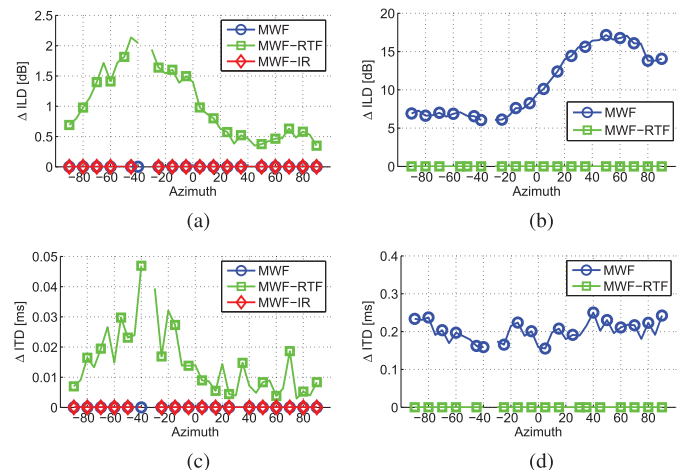 2.5
2
1.5
1
0.5
0
Δ ILD [dB]
MWF
MWF−RTF
MWF−IR
−80 −60 −40 −20 0 20 40 60 80
Azimuth
(a)
20
15
10
5
0
Δ ILD [dB]
MWF
MWF−RTF
−80 −60 −40 −20 0 20 40 60 80
Azimuth
(b)
0.05
0.04
0.03
0.02
0.01
0
Δ ITD [ms]
MWF
MWF−RTF
MWF−IR
−80 −60 −40 −20 0 20 40 60 80
Azimuth
(c)
0.4
0.3
0.2
0.1
0
Δ ITD [ms]
MWF
MWF−RTF
−80 −60 −40 −20 0 20 40 60 80
Azimuth
(d)